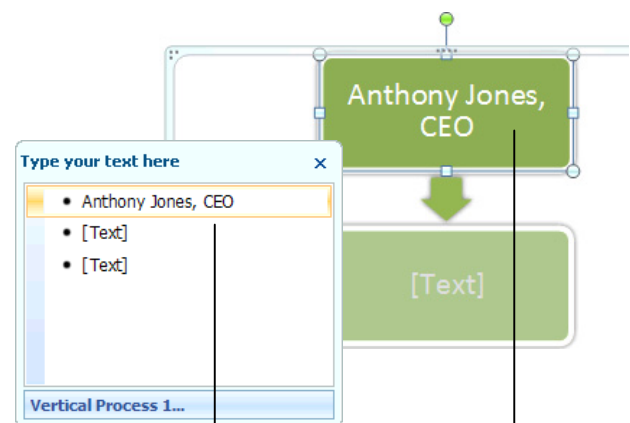 Anthony Jones,
CEO
Type your text here
Anthony Jones, CEO
[Text]
[Text]
[Text]
Vertical Process 1...